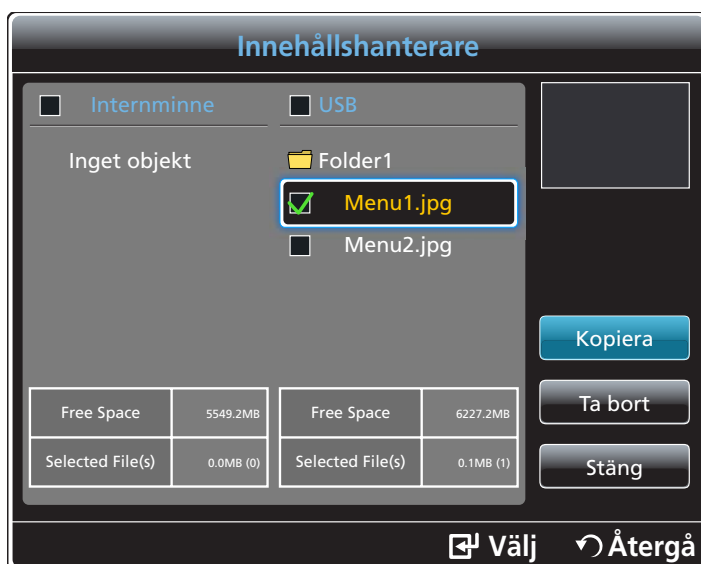 Innehållshanterare
Internminne
Inget objekt
USB
Folder1
Menu1.jpg
Menu2.jpg
Free Space 5549.2MB
Selected File(s) 0.0MB (0)
Free Space 6227.2MB
Selected File(s) 0.1MB (1)
Kopiera
Ta bort
Stäng
Välj Återgå